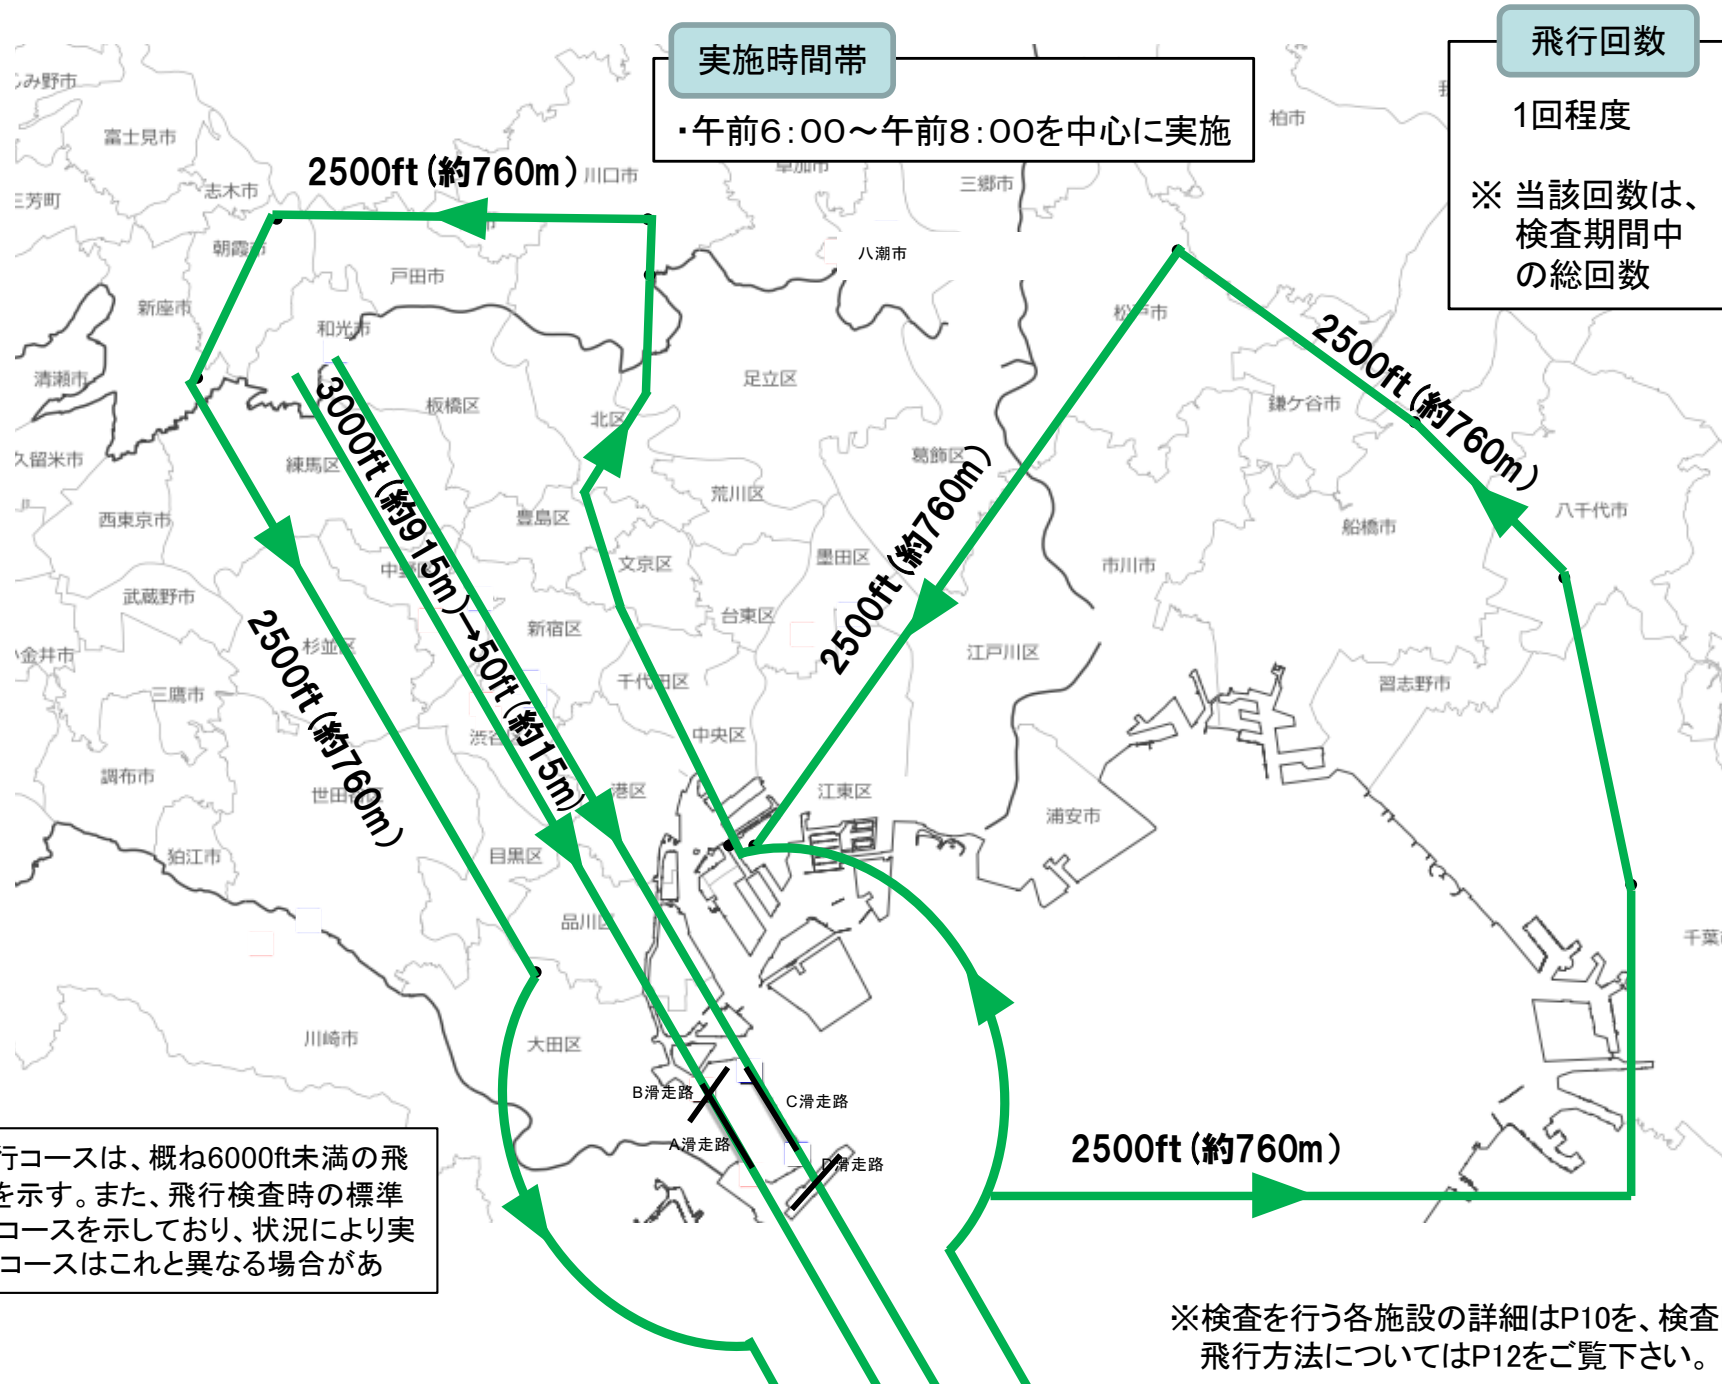 実施時間帯
・午前6：00～午前8：00を中心に実施
飛行回数
1回程度
※ 当該回数は、
検査期間中
の総回数
み野市
富士見市
志木市
三芳町
2500ft（約760m）
川口市
草加市
三郷市
柏市
朝霞市
戸田市
八潮市
新座市
和光市
松戸市
2500ft（約760m）
清瀬市
板橋区
北区
足立区
鎌ケ谷市
久留米市
練馬区
3000ft（約915m）→50ft（約15m）
荒川区
葛飾区
西東京市
豊島区
船橋市
八千代市
中野区
文京区
墨田区
市川市
武蔵野市
新宿区
台東区
2500ft（約760m）
小金井市
杉並区
2500ft（約760m）
江戸川区
三鷹市
千代田区
習志野市
渋谷区
中央区
調布市
世田谷区
港区
江東区
浦安市
狛江市
目黒区
品川区
千葉
川崎市
大田区
B滑走路
C滑走路
A滑走路
D滑走路
2500ft（約760m）
行コースは、概ね6000ft未満の飛
を示す。また、飛行検査時の標準
コースを示しており、状況により実
コースはこれと異なる場合があ
※検査を行う各施設の詳細はP10を、検査
飛行方法についてはP12をご覧下さい。